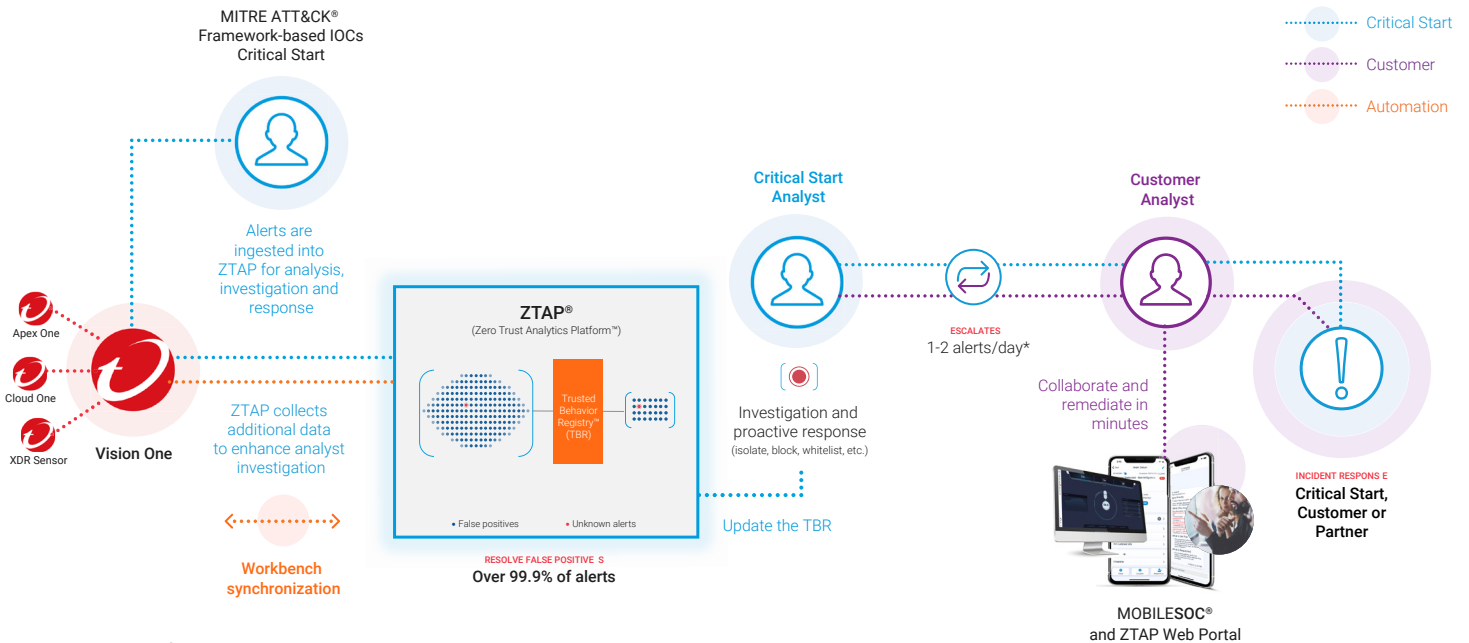 MITRE ATT&CK®
Framework-based IOCs
Critical Start
Critical Start
Customer
Automation
Alerts are
ingested into
ZTAP for analysis,
investigation and
response
Apex One
Cloud One
XDR Sensor
Vision One
ZTAP collects
additional data
to enhance analyst
investigation
Workbench
synchronization
ZTAP®
(Zero Trust Analytics Platform™)
Trusted
Behavior
Registry™
(TBR)
• False positives
• Unknown alerts
RESOLVE FALSE POSITIVE S
Over 99.9% of alerts
Critical Start
Analyst
Investigation and
proactive response
(isolate, block, whitelist, etc.)
Update the TBR
ESCALATES
1-2 alerts/day*
Customer
Analyst
Collaborate and
remediate in
minutes
MOBILESOC®
and ZTAP Web Portal
INCIDENT RESPONS E
Critical Start,
Customer or
Partner